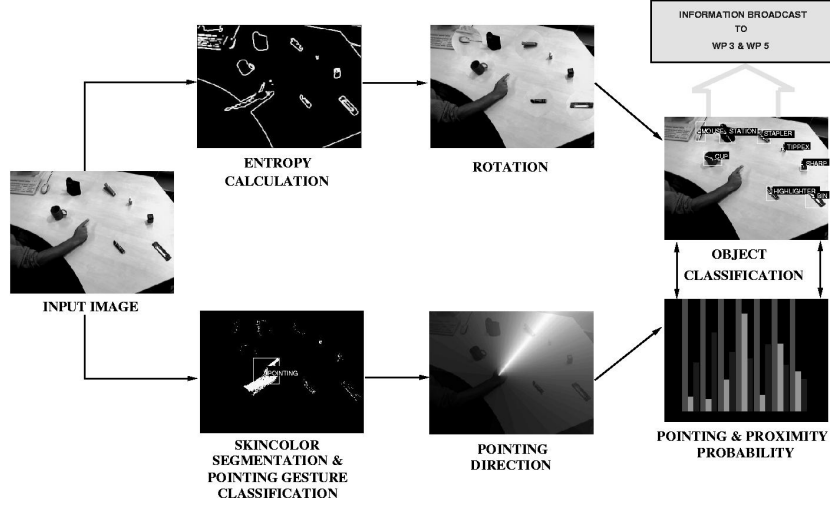 INFORMATION BROADCAST
TO
WP 3 & WP 5
ENTROPY
CALCULATION
ROTATION
MOUSE
STATION
STAPLER
TIPPEX
CUP
SHARP
HIGHLIGHTER
BIN
OBJECT
CLASSIFICATION
INPUT IMAGE
POINTING
SKINCOLOR
SEGMENTATION &
POINTING GESTURE
CLASSIFICATION
POINTING
DIRECTION
POINTING & PROXIMITY
PROBABILITY